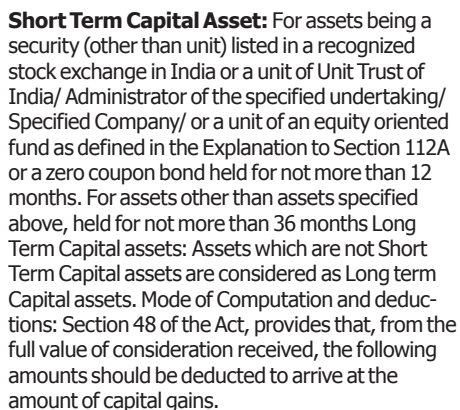 Short Term Capital Asset: For assets being a
security (other than unit) listed in a recognized
stock exchange in India or a unit of Unit Trust of
India/ Administrator of the specified undertaking/
Specified Company/ or a unit of an equity oriented
fund as defined in the Explanation to Section 112A
or a zero coupon bond held for not more than 12
months. For assets other than assets specified
above, held for not more than 36 months Long
Term Capital assets: Assets which are not Short
Term Capital assets are considered as Long term
Capital assets. Mode of Computation and deduc-
tions: Section 48 of the Act, provides that, from the
full value of consideration received, the following
amounts should be deducted to arrive at the
amount of capital gains.